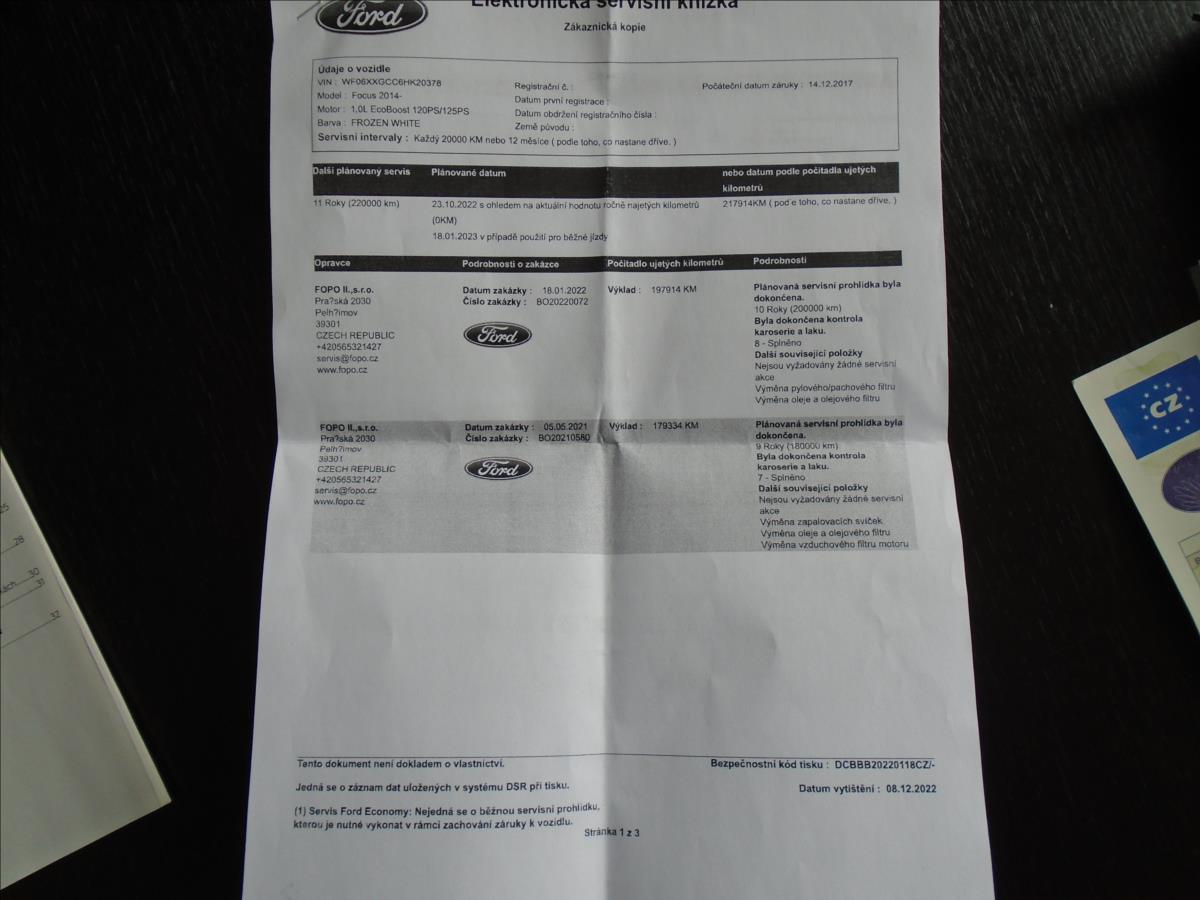 Ford
Elektronická servisní knížka
Zákaznická kopie
Údaje o vozidle
VIN : WF06XXGCC6HK20378
Model : Focus 2014-
Motor : 1.0L EcoBoost 120PS/125PS
Barva : FROZEN WHITE
Registrační č. :
Datum první registrace :
Datum obdržení registračního čísla :
Země původu :
Počáteční datum záruky : 14.12.2017
Servisní intervaly : Každý 20000 KM nebo 12 měsíce ( podle toho, co nastane dříve. )
Další plánovaný servis Plánované datum nebo datum podle počítadla ujetých
kilometrů
11 Roky (220000 km) 23.10.2022 s ohledem na aktuální hodnotu ročně najetých kilometrů 217914KM ( podle toho, co nastane dříve. )
(0KM)
18.01.2023 v případě použití pro běžné jízdy
Opravce Podrobnosti o zakázce Počítadlo ujetých kilometrů Podrobnosti
FOPO II.,s.r.o.
Pra?ská 2030
Pelh?imov
39301
CZECH REPUBLIC
+420565321427
servis@fopo.cz
www.fopo.cz
Datum zakázky : 18.01.2022
Číslo zakázky : BO20220072
Ford
Výklad : 197914 KM
Plánovaná servisní prohlídka byla
dokončena.
10 Roky (200000 km)
Byla dokončena kontrola
karoserie a laku.
8 - Splněno
Další související položky
Nejsou vyžadovány žádné servisní
akce
Výměna pylového/pachového filtru
Výměna oleje a olejového filtru
FOPO II.,s.r.o.
Pra?ská 2030
Pelh?imov
39301
CZECH REPUBLIC
+420565321427
servis@fopo.cz
www.fopo.cz
Datum zakázky : 05.05.2021
Číslo zakázky : BO20210580
Ford
Výklad : 179334 KM
Plánovaná servisní prohlídka byla
dokončena.
9 Roky (180000 km)
Byla dokončena kontrola
karoserie a laku.
7 - Splněno
Další související položky
Nejsou vyžadovány žádné servisní
akce
Výměna zapalovacích svíček
Výměna oleje a olejového filtru
Výměna vzduchového filtru motoru
Tento dokument není dokladem o vlastnictví.
Jedná se o záznam dat uložených v systému DSR při tisku.
(1) Servis Ford Economy: Nejedná se o běžnou servisní prohlídku,
kterou je nutné vykonat v rámci zachování záruky k vozidlu.
Bezpečnostní kód tisku : DCBBB20220118CZ/-
Datum vytištění : 08.12.2022
Stránka 1 z 3
CZ
25
28
30
31
32